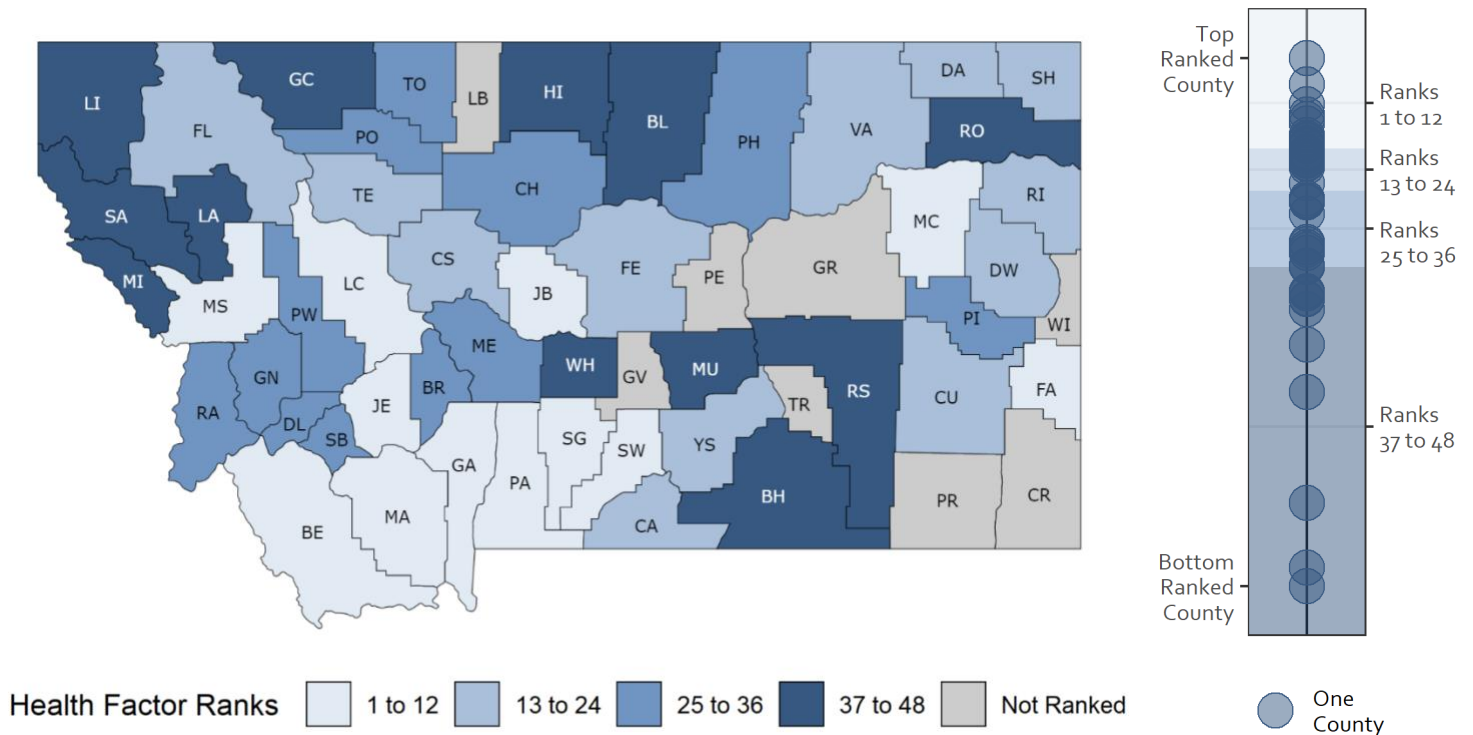 LI
FL
GC
TO
LB
HI
BL
PH
VA
DA
SH
RO
PO
CH
TE
RI
SA
LA
MC
CS
FE
PE
GR
DW
MI
MS
LC
JB
PW
PI
WI
ME
WH
GV
MU
RS
GN
BR
CU
FA
RA
JE
TR
DL
SB
SG
SW
YS
GA
PA
BH
PR
CR
BE
MA
CA
Top
Ranked
County
Ranks
1 to 12
Ranks
13 to 24
Ranks
25 to 36
Ranks
37 to 48
Bottom
Ranked
County
Health Factor Ranks
1 to 12
13 to 24
25 to 36
37 to 48
Not Ranked
One
County